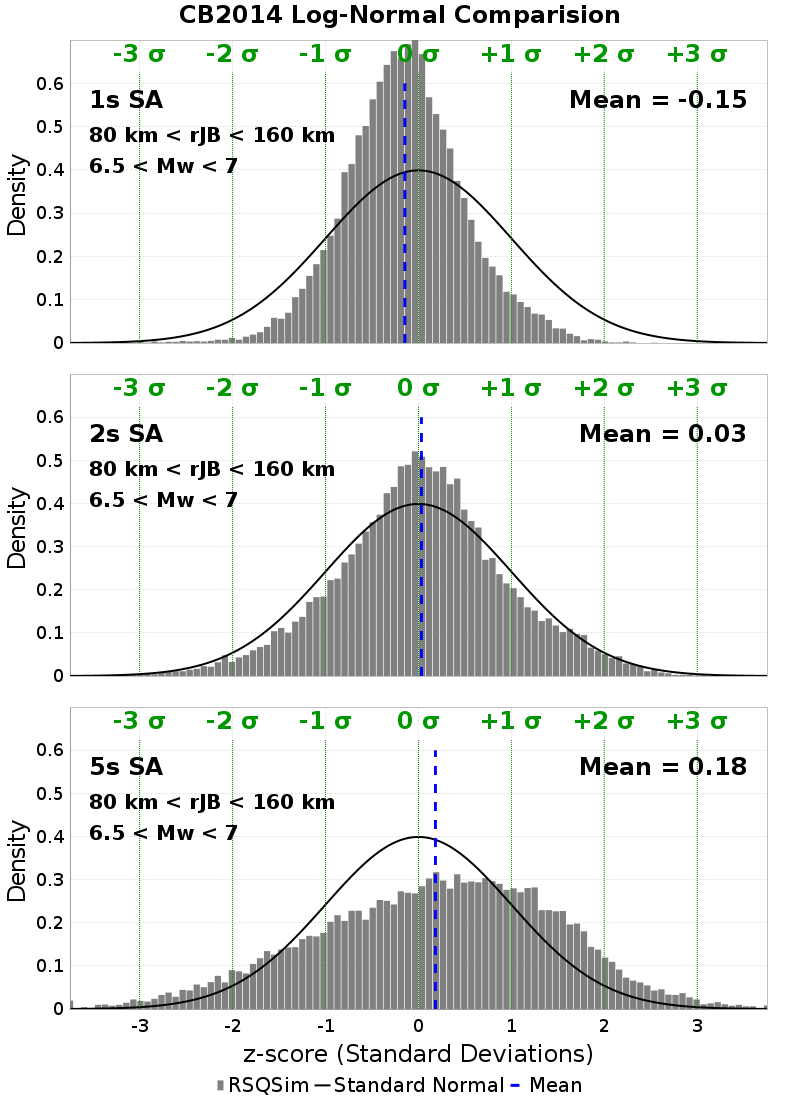 CB2014 Log-Normal Comparision
-3 σ -2 σ -1 σ 0 σ +1 σ +2 σ +3 σ
1s SA Mean = -0.15
80 km < rJB < 160 km
6.5 < Mw < 7
Density
0.6
0.5
0.4
0.3
0.2
0.1
0
-3 σ -2 σ -1 σ 0 σ +1 σ +2 σ +3 σ
2s SA Mean = 0.03
80 km < rJB < 160 km
6.5 < Mw < 7
Density
0.6
0.5
0.4
0.3
0.2
0.1
0
-3 σ -2 σ -1 σ 0 σ +1 σ +2 σ +3 σ
5s SA Mean = 0.18
80 km < rJB < 160 km
6.5 < Mw < 7
Density
0.6
0.5
0.4
0.3
0.2
0.1
0
-3 -2 -1 0 1 2 3
z-score (Standard Deviations)
RSQSim Standard Normal Mean